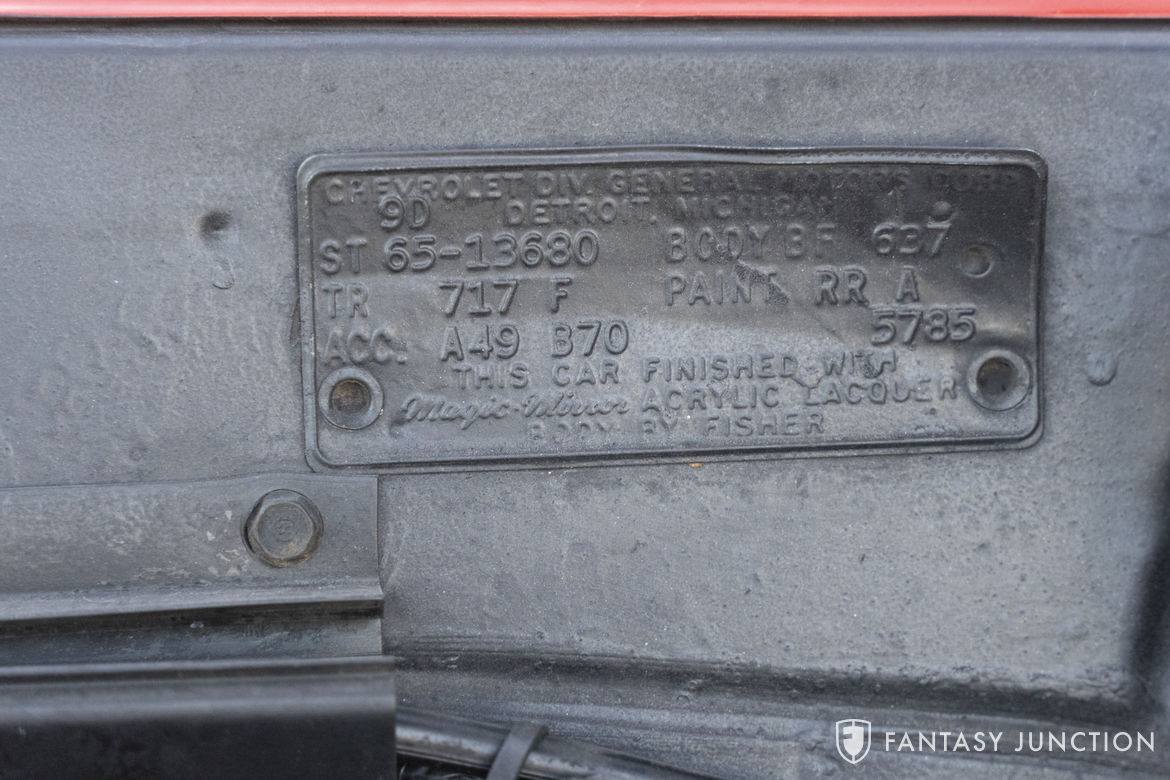 CHEVROLET DIV. GENERAL MOTORS CORP
9D DETROIT, MICHIGAN 1
ST 65-13680 BODY BF 637
TR 717 F PAINT RR A
5785
ACC. A49 B70
THIS CAR FINISHED WITH
Magic-Mirror ACRYLIC LACQUER
BODY BY FISHER
FANTASY JUNCTION